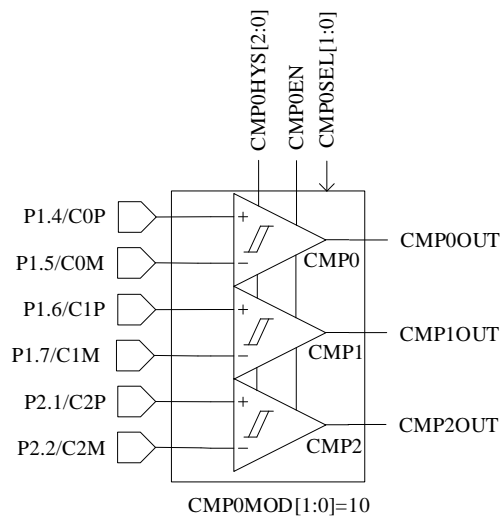 CMP0HYS[2:0]
CMP0EN
CMP0SEL[1:0]
P1.4/C0P
+
CMP0
CMP0OUT
P1.5/C0M
−
P1.6/C1P
+
CMP1
CMP1OUT
P1.7/C1M
−
P2.1/C2P
+
CMP2
CMP2OUT
P2.2/C2M
−
CMP0MOD[1:0]=10